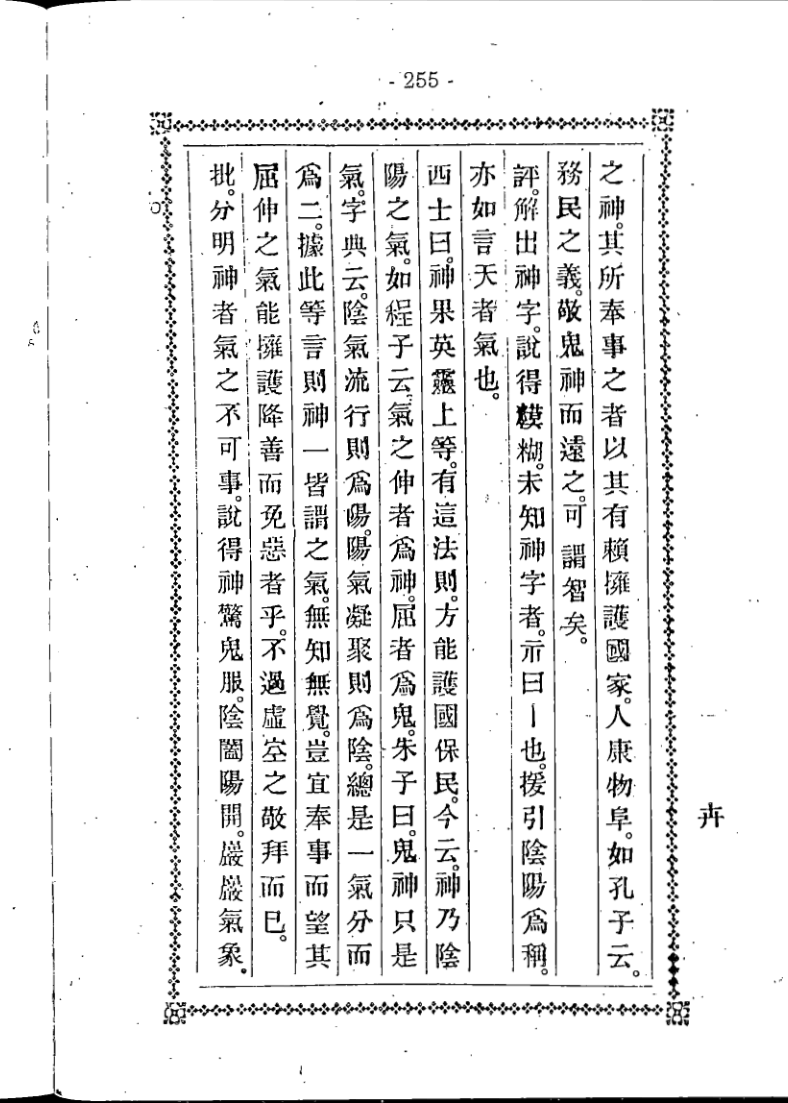 - 255 -
之神。其所奉事之者以其有賴擁護國家。人康物阜。如孔子云。
務民之義。敬鬼神而遠之。可謂智矣。
評。解出神字。說得糢糊。未知神字者。示曰丨也。援引陰陽爲稱。
亦如言天者氣也。
西士曰。神果英靈上等。有這法則。方能護國保民。今云。神乃陰
陽之氣。如程子云。氣之伸者爲神。屈者爲鬼。朱子曰。鬼神只是
氣。字典云。陰氣流行則爲陽。陽氣凝聚則爲陰。總是一氣分而
爲二。據此等言則神一皆謂之氣。無知無覺。豈宜奉事而望其
屈伸之氣能擁護降善而免惡者乎。不過虛空之敬拜而已。
批。分明神者氣之不可事。說得神驚鬼服。陰闔陽開。巖巖氣象。
卉